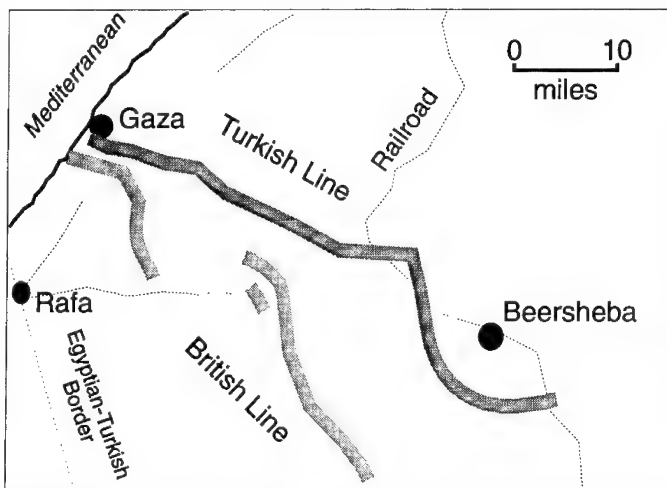 Mediterranean
Gaza
Turkish Line
Railroad
0 10
miles
Rafa
Egyptian-Turkish
Border
British Line
Beersheba